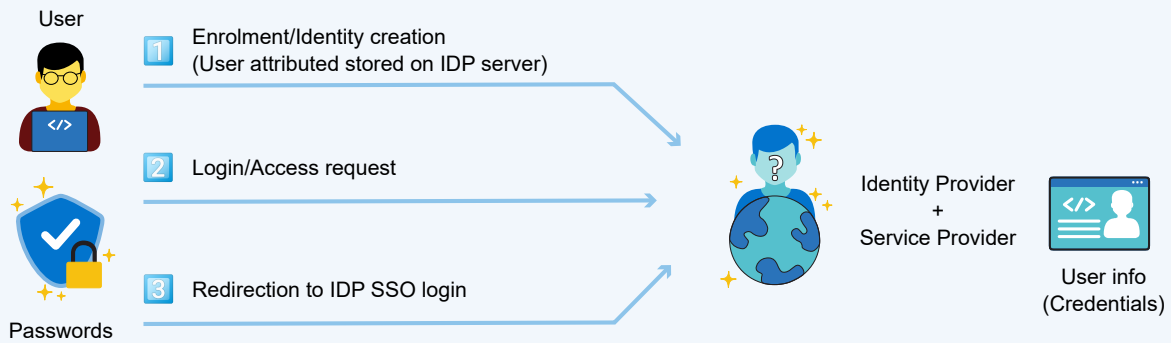 User
1
Enrolment/Identity creation
(User attributed stored on IDP server)
</>
2
Login/Access request
?
Identity Provider
+
Service Provider
</>
3
Redirection to IDP SSO login
User info
(Credentials)
Passwords